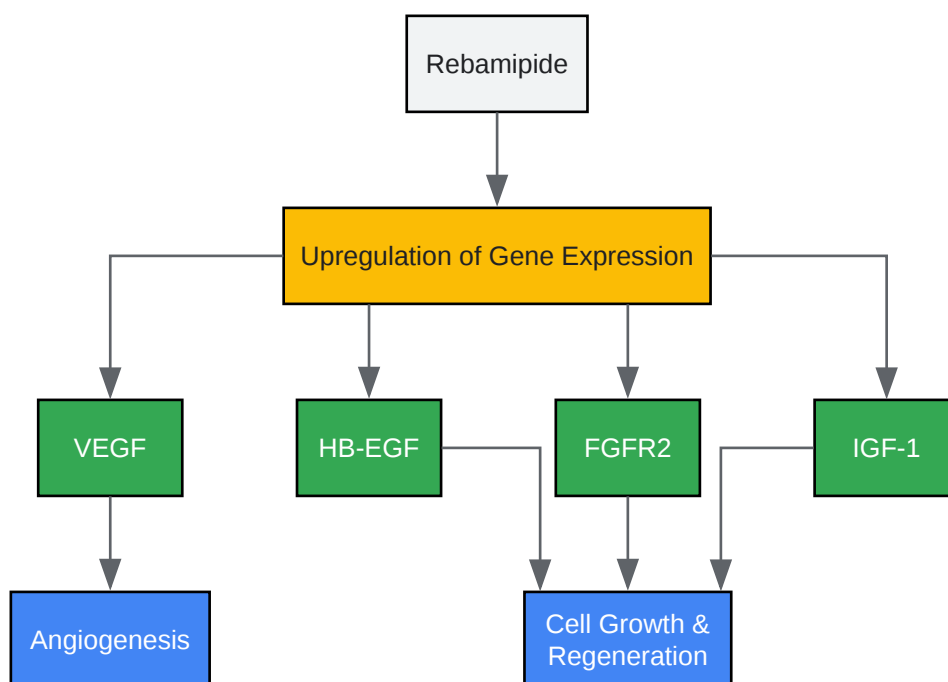 Rebamipide
Upregulation of Gene Expression
VEGF
HB-EGF
FGFR2
IGF-1
Angiogenesis
Cell Growth &
Regeneration